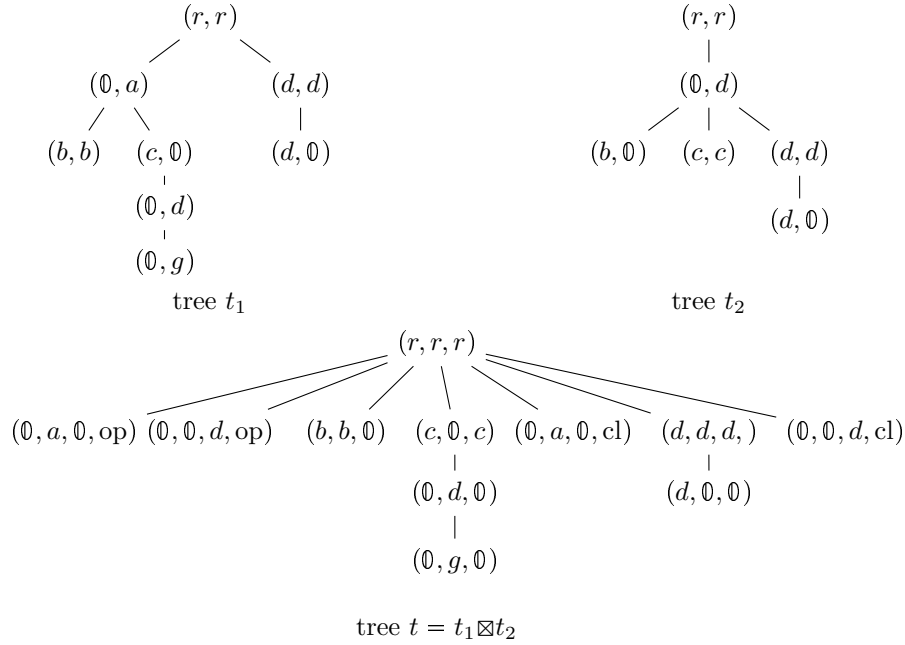 (r, r) (r, r)
(𝟘, a) (d, d) (𝟘, d)
(b, b) (c, 𝟘) (d, 𝟘) (b, 𝟘) (c, c) (d, d)
(𝟘, d) (d, 𝟘)
(𝟘, g)
tree t₁ tree t₂
(r, r, r)
(𝟘, a, 𝟘, op) (𝟘, 𝟘, d, op) (b, b, 𝟘) (c, 𝟘, c) (𝟘, a, 𝟘, cl) (d, d, d, ) (𝟘, 𝟘, d, cl)
(𝟘, d, 𝟘) (d, 𝟘, 𝟘)
(𝟘, g, 𝟘)
tree t = t₁⊠t₂